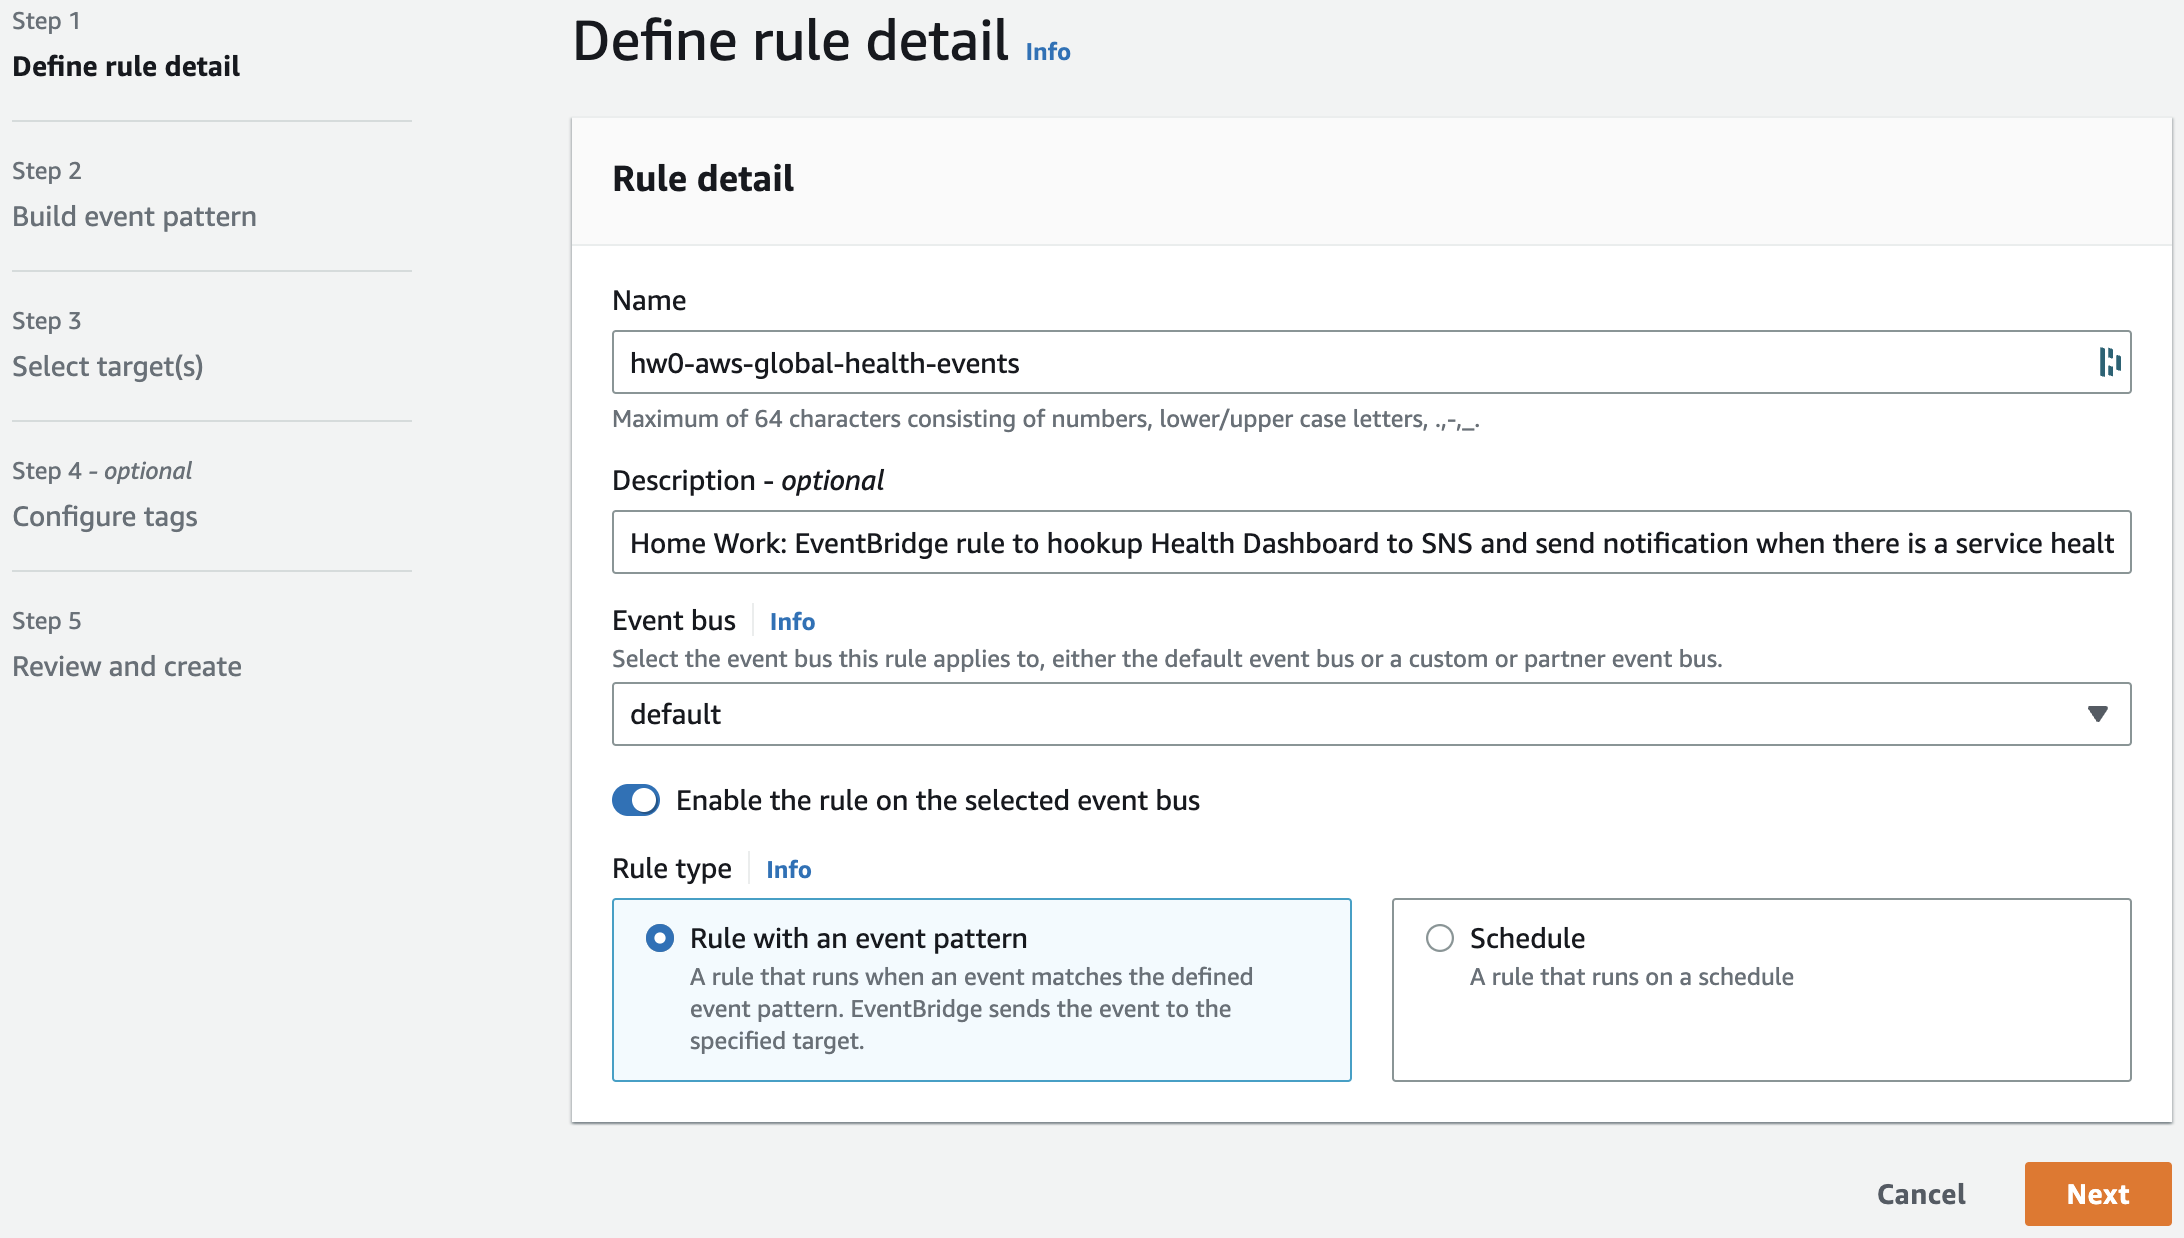 Step 1
Define rule detail
Step 2
Build event pattern
Step 3
Select target(s)
Step 4 - optional
Configure tags
Step 5
Review and create
Define rule detail Info
Rule detail
Name
hw0-aws-global-health-events
Maximum of 64 characters consisting of numbers, lower/upper case letters, .,-,_.
Description - optional
Home Work: EventBridge rule to hookup Health Dashboard to SNS and send notification when there is a service healt
Event bus Info
Select the event bus this rule applies to, either the default event bus or a custom or partner event bus.
default
Enable the rule on the selected event bus
Rule type Info
Rule with an event pattern
A rule that runs when an event matches the defined
event pattern. EventBridge sends the event to the
specified target.
Schedule
A rule that runs on a schedule
Cancel Next